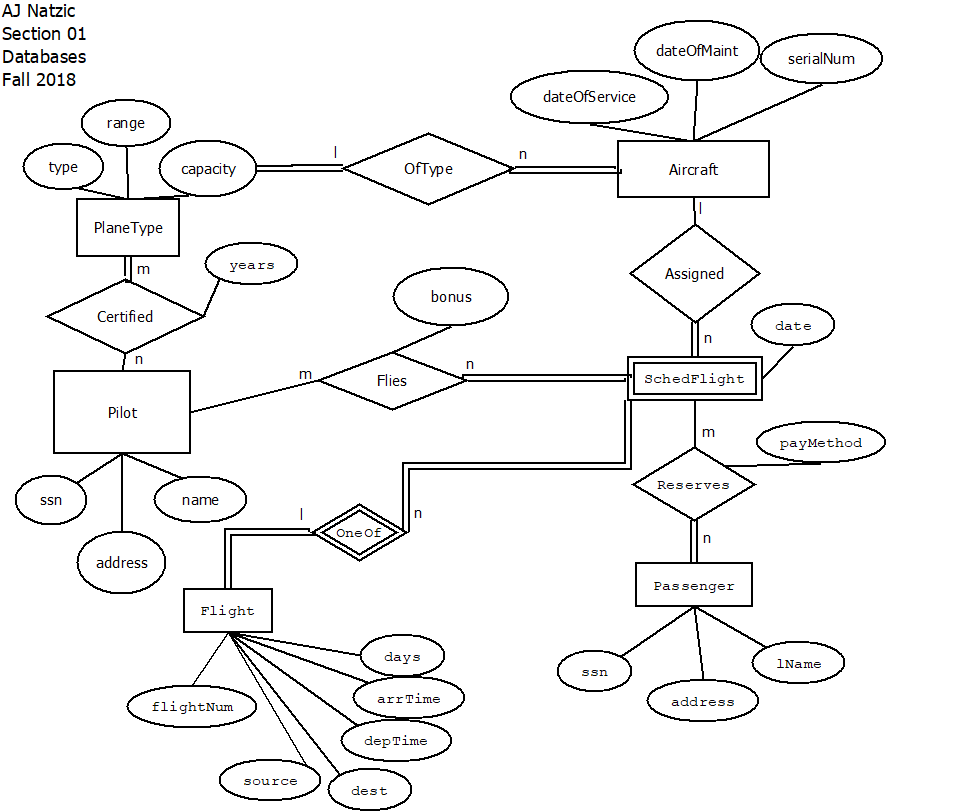 AJ Natzic
Section 01
Databases
Fall 2018
dateOfMaint
serialNum
dateOfService
range
type
capacity
l
OfType
n
Aircraft
PlaneType
l
m
years
Assigned
Certified
bonus
date
n
n
m
Flies
n
SchedFlight
Pilot
m
payMethod
ssn
name
Reserves
l
n
OneOf
n
address
Passenger
Flight
days
lName
ssn
arrTime
address
flightNum
depTime
source
dest